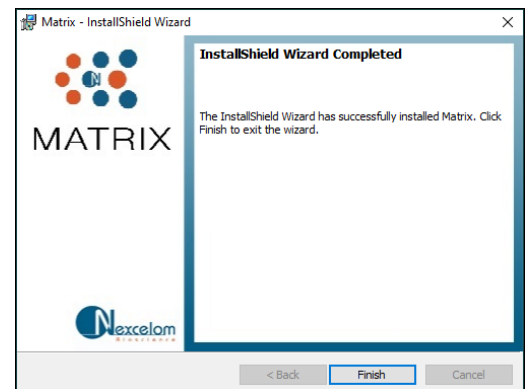 Matrix - InstallShield Wizard
InstallShield Wizard Completed
N
MATRIX
The InstallShield Wizard has successfully installed Matrix. Click
Finish to exit the wizard.
Nexcelom
Bioscience
< Back
Finish
Cancel